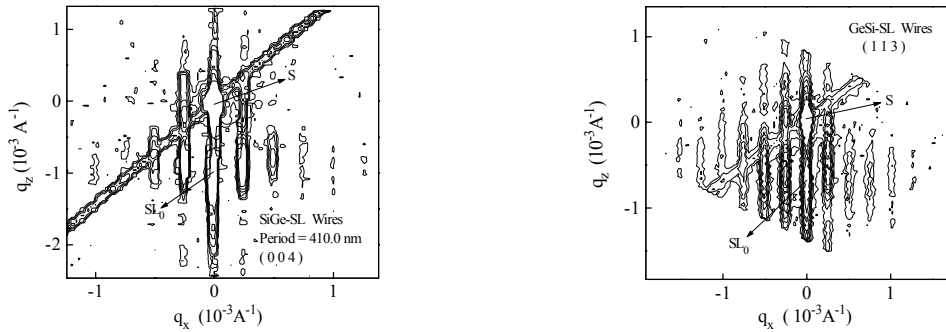 1
0
-1
-2
q_z (10^-3 A^-1)
S
SL_0
SiGe-SL Wires
Period = 410.0 nm
( 0 0 4 )
-1 0 1
q_x (10^-3 A^-1)
GeSi-SL Wires
( 1 1 3 )
1
0
-1
q_z (10^-3 A^-1)
S
SL_0
-1 0 1
q_x ( 10^-3 A^-1)